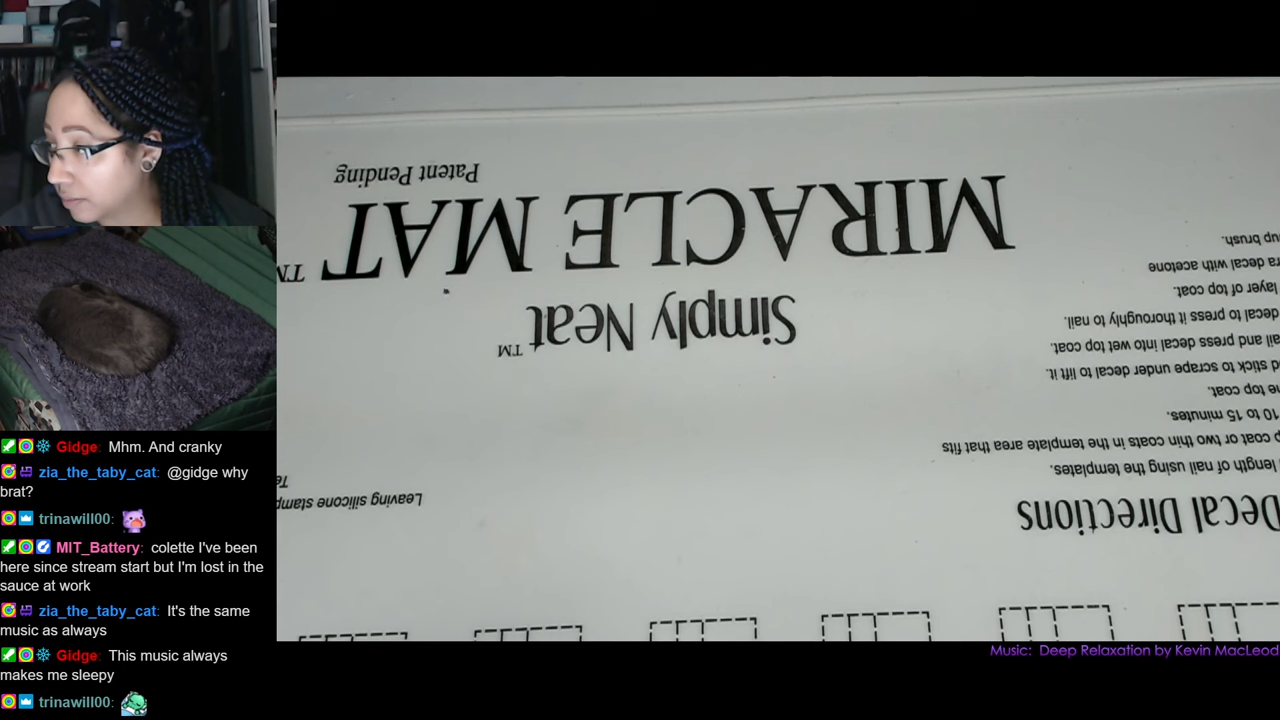 Patent Pending
MIRACLE MAT™
Simply Neat™
up brush.
ra decal with acetone
layer of top coat.
decal to press it thoroughly to nail.
ail and press decal into wet top coat.
d stick to scrape under decal to lift it.
he top coat.
10 to 15 minutes.
p coat or two thin coats in the template area that fits
length of nail using the templates.
Decal Directions
Leaving silicone stamp
Te
Gidge: Mhm. And cranky
zia_the_taby_cat: @gidge why
brat?
trinawill00:
MIT_Battery: colette I've been
here since stream start but I'm lost in the
sauce at work
zia_the_taby_cat: It's the same
music as always
Gidge: This music always
makes me sleepy
trinawill00:
Music: Deep Relaxation by Kevin MacLeod